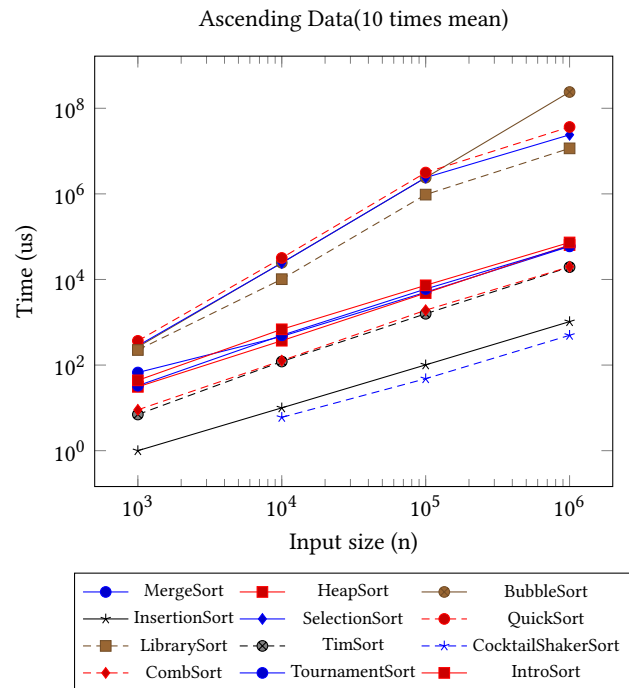 Ascending Data(10 times mean)
10^8
10^6
10^4
10^2
10^0
Time (us)
10^3 10^4 10^5 10^6
Input size (n)
MergeSort HeapSort BubbleSort
InsertionSort SelectionSort QuickSort
LibrarySort TimSort CocktailShakerSort
CombSort TournamentSort IntroSort